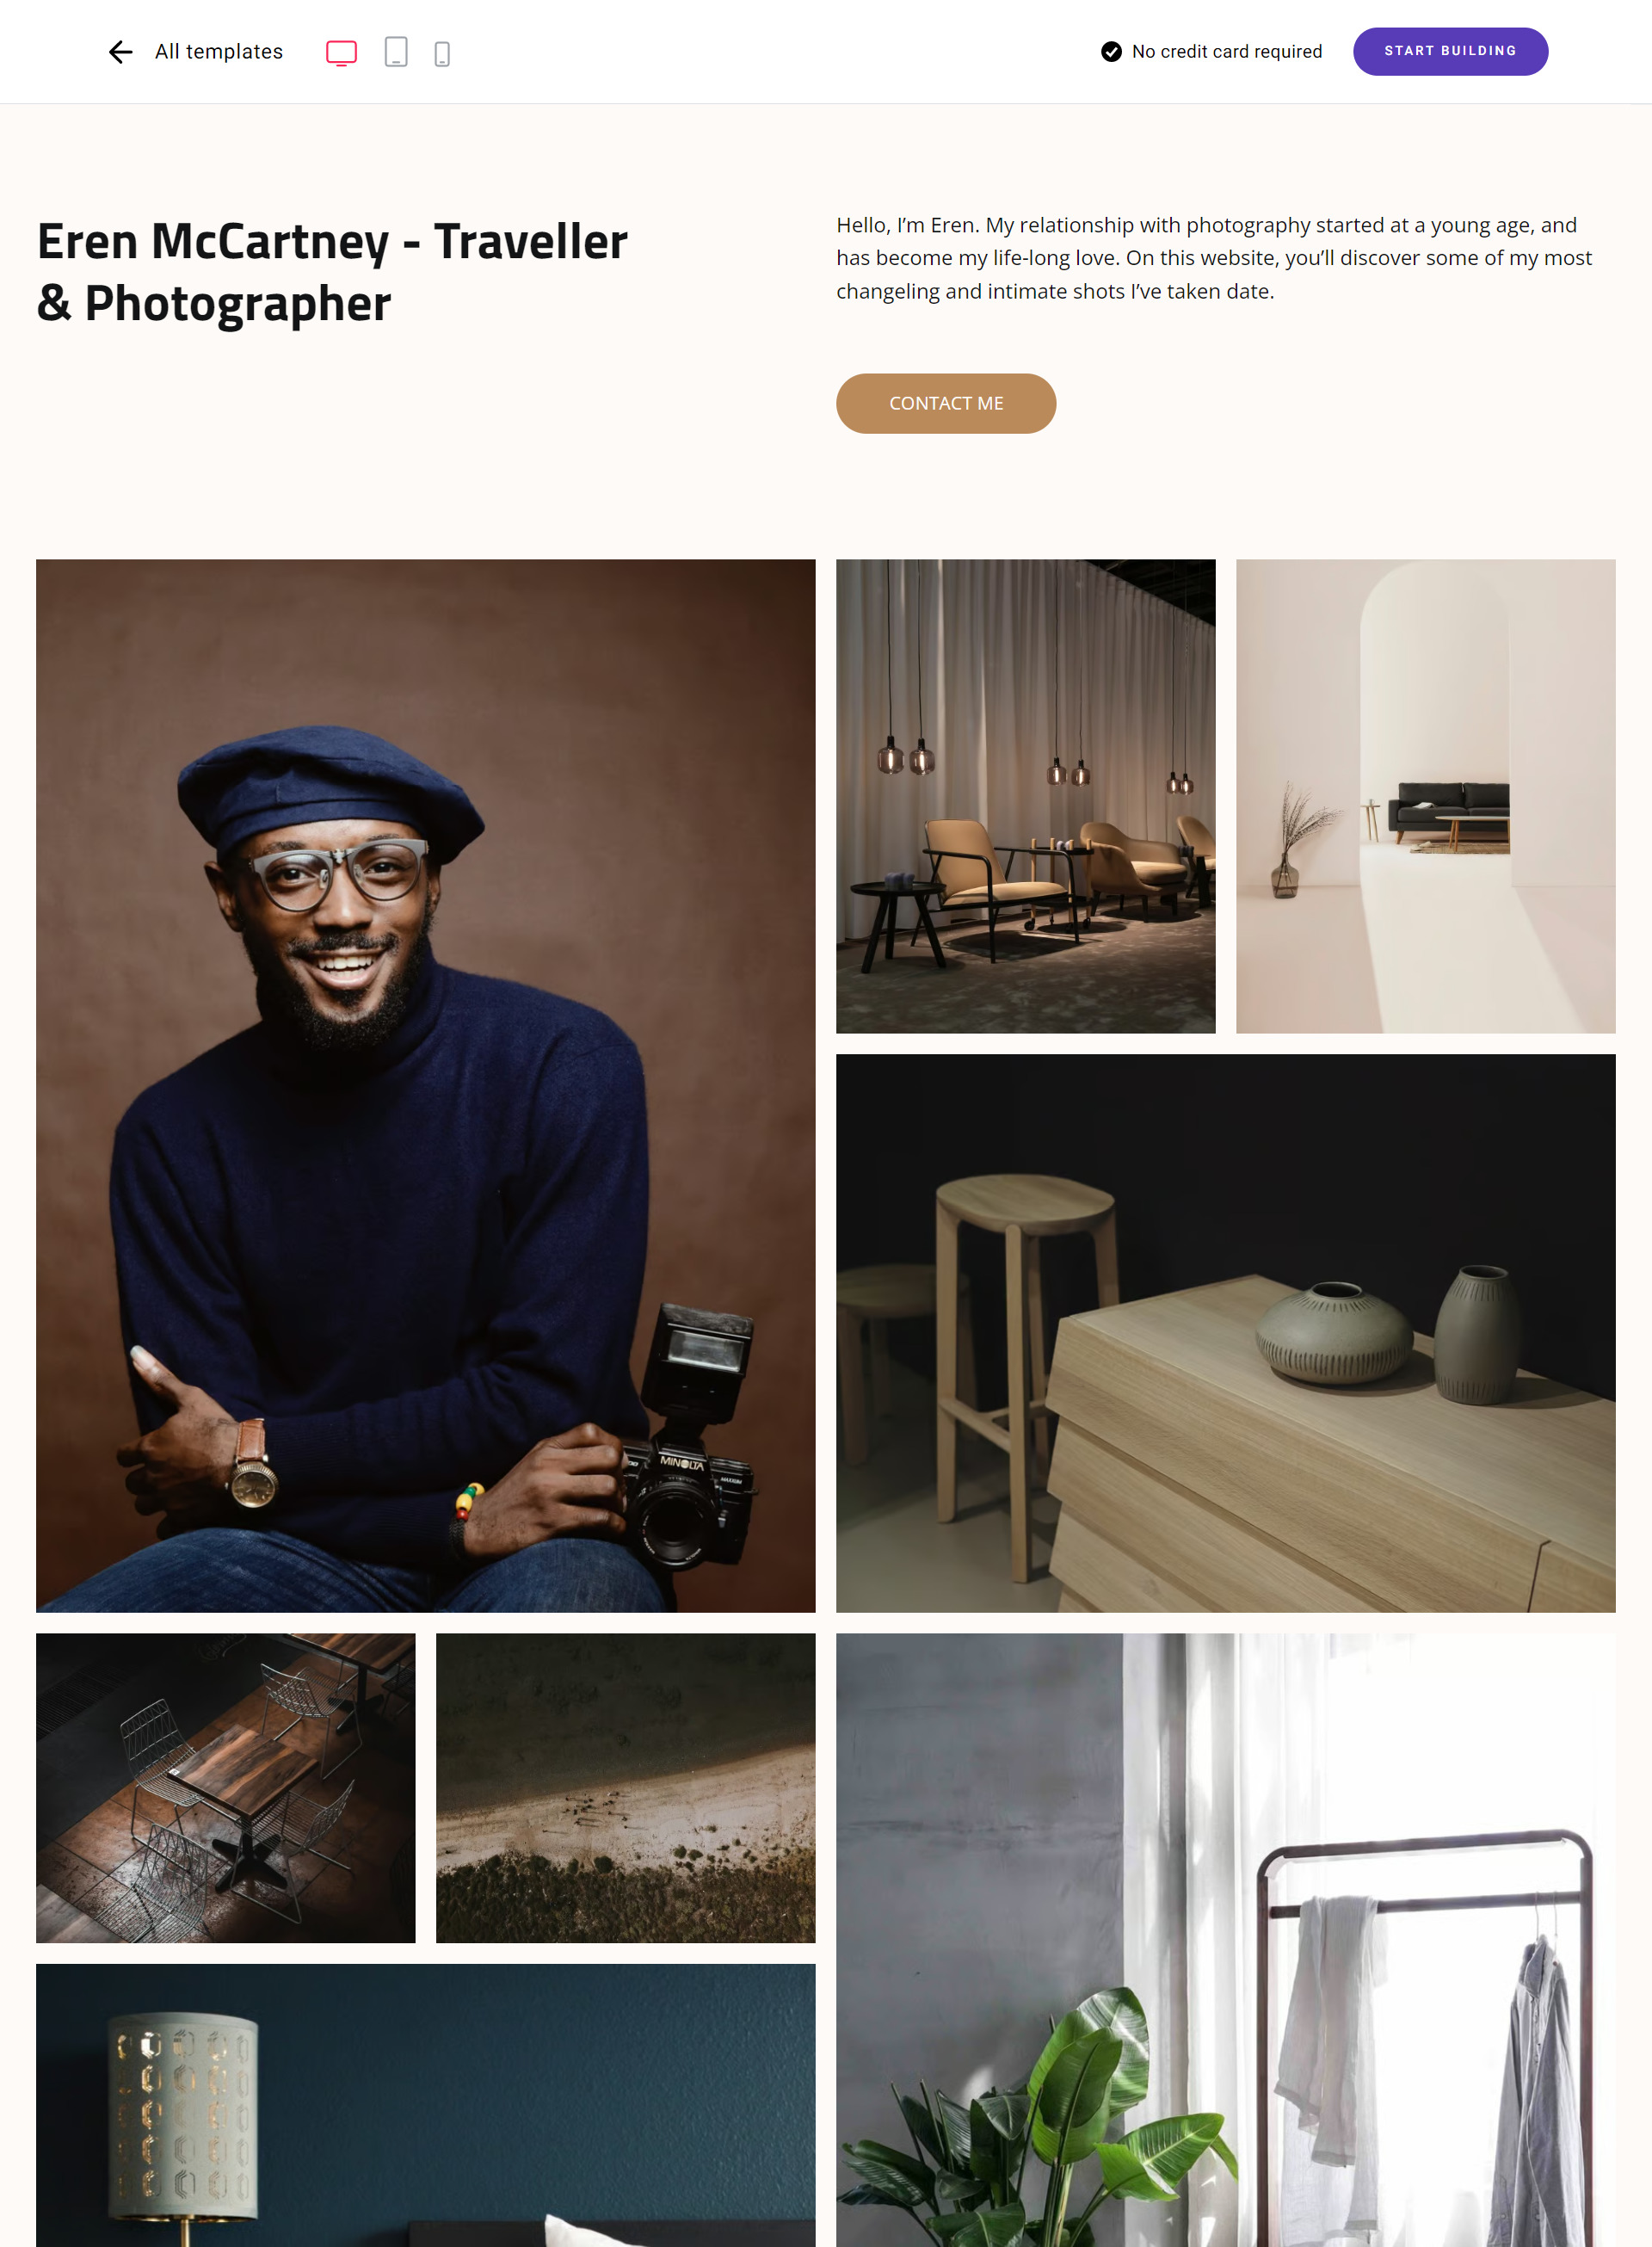 All templates
No credit card required
START BUILDING
Eren McCartney - Traveller
& Photographer
Hello, I’m Eren. My relationship with photography started at a young age, and
has become my life-long love. On this website, you’ll discover some of my most
changeling and intimate shots I’ve taken date.
CONTACT ME
MINOLTA
MAXXUM